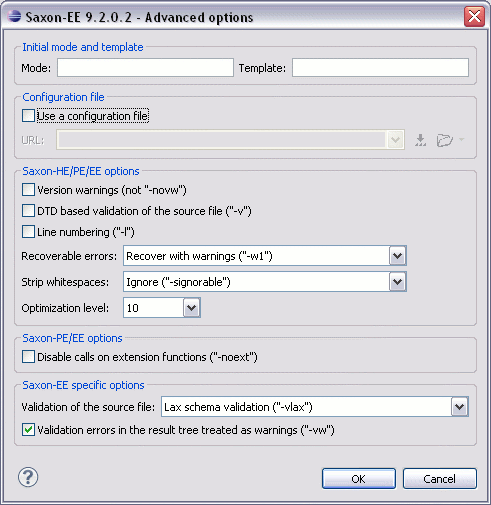 Saxon-EE 9.2.0.2 - Advanced options
Initial mode and template
Mode: Template:
Configuration file
Use a configuration file
URL:
Saxon-HE/PE/EE options
Version warnings (not "-novw")
DTD based validation of the source file ("-v")
Line numbering ("-l")
Recoverable errors: Recover with warnings ("-w1")
Strip whitespaces: Ignore ("-signorable")
Optimization level: 10
Saxon-PE/EE options
Disable calls on extension functions ("-noext")
Saxon-EE specific options
Validation of the source file: Lax schema validation ("-vlax")
Validation errors in the result tree treated as warnings ("-vw")
?
OK Cancel